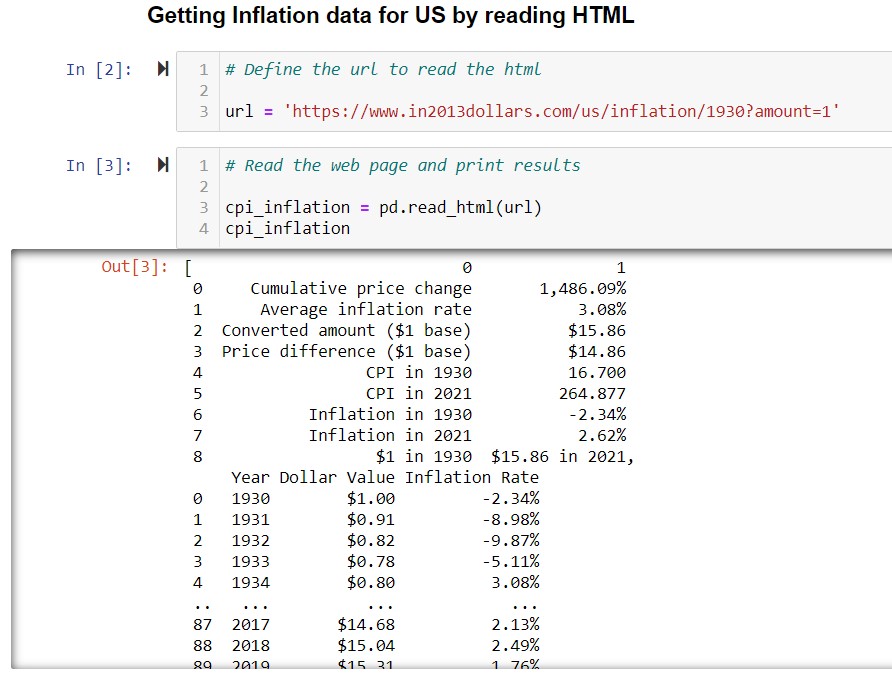 Getting Inflation data for US by reading HTML
In [2]:
1 # Define the url to read the html
2
3 url = 'https://www.in2013dollars.com/us/inflation/1930?amount=1'
In [3]:
1 # Read the web page and print results
2
3 cpi_inflation = pd.read_html(url)
4 cpi_inflation
Out[3]: [ 0 1
0 Cumulative price change 1,486.09%
1 Average inflation rate 3.08%
2 Converted amount ($1 base) $15.86
3 Price difference ($1 base) $14.86
4 CPI in 1930 16.700
5 CPI in 2021 264.877
6 Inflation in 1930 -2.34%
7 Inflation in 2021 2.62%
8 $1 in 1930 $15.86 in 2021,
Year Dollar Value Inflation Rate
0 1930 $1.00 -2.34%
1 1931 $0.91 -8.98%
2 1932 $0.82 -9.87%
3 1933 $0.78 -5.11%
4 1934 $0.80 3.08%
.. ... ... ...
87 2017 $14.68 2.13%
88 2018 $15.04 2.49%
89 2019 $15.31 1.76%